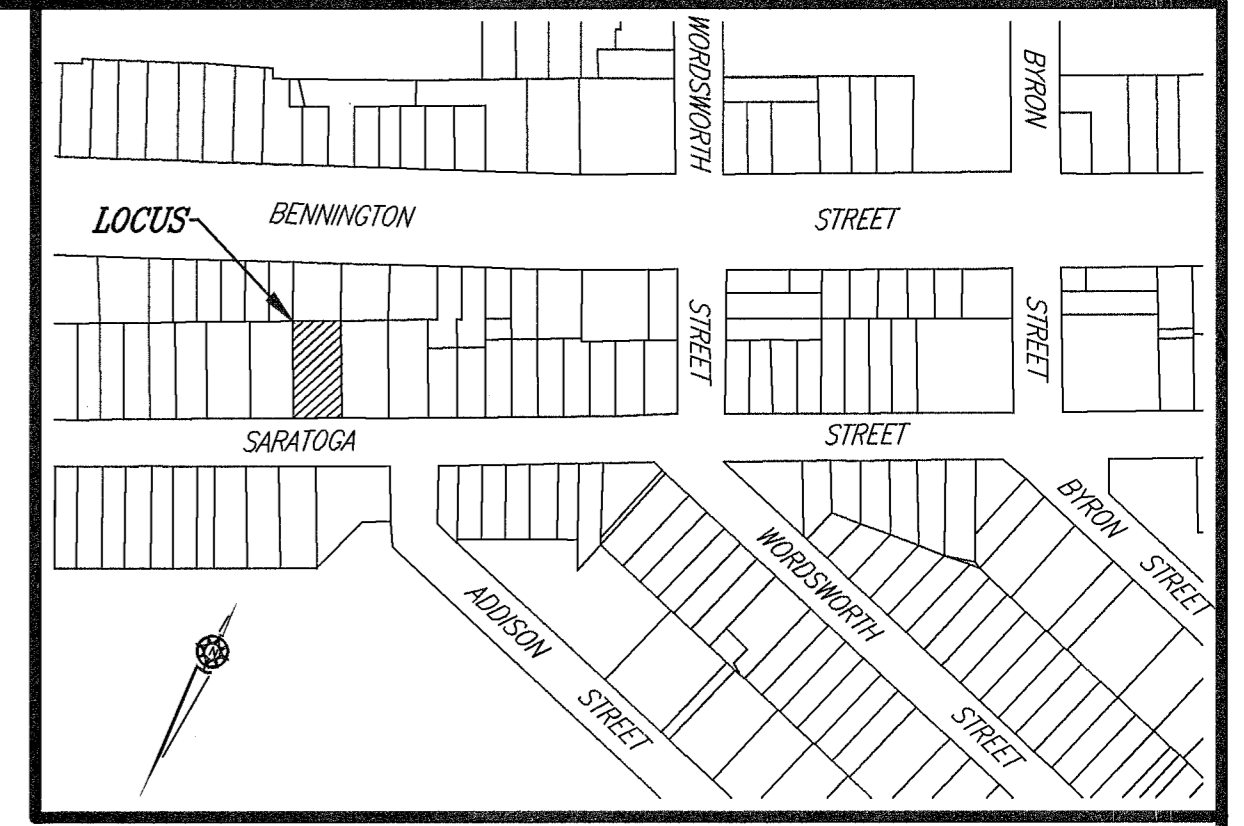 WORDSWORTH
BYRON
LOCUS
BENNINGTON
STREET
STREET
STREET
SARATOGA
STREET
BYRON
STREET
WORDSWORTH
STREET
ADDISON
STREET
N